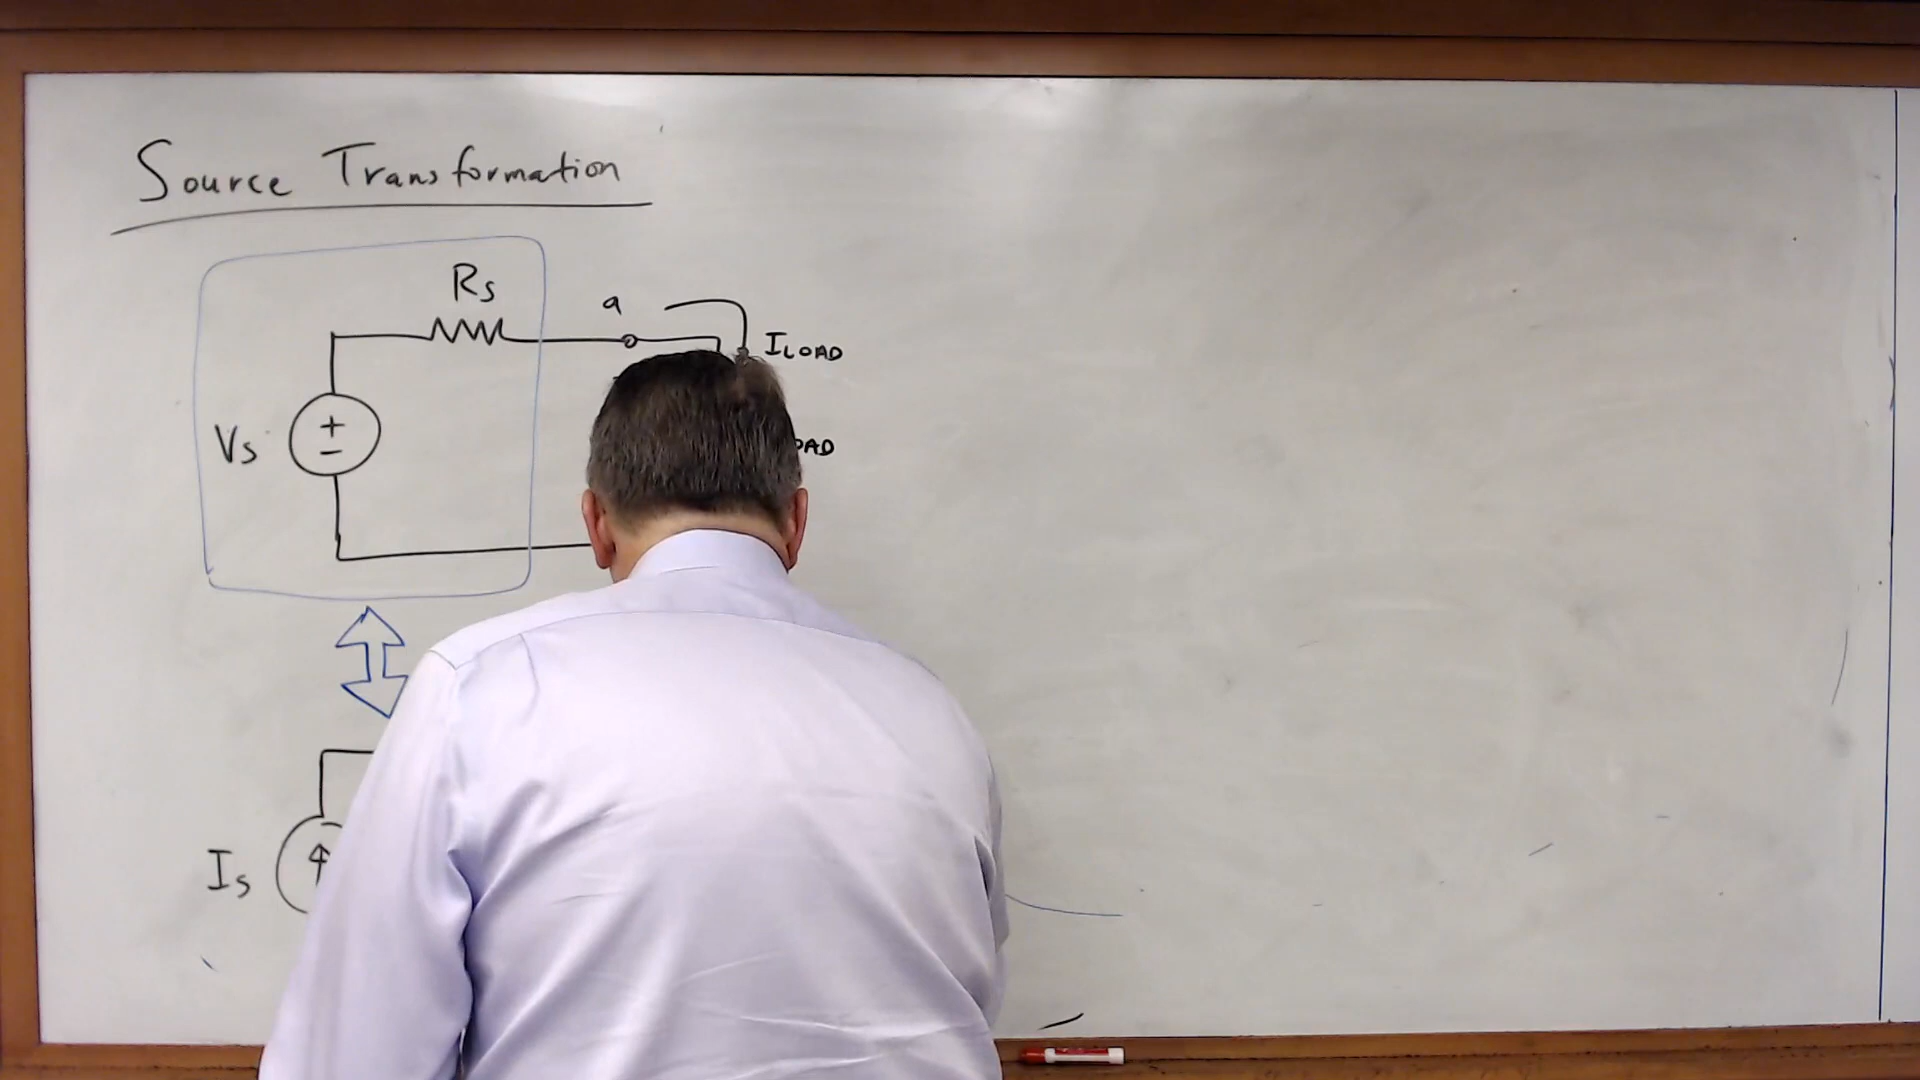 Source Transformation
Rs
a
ILOAD
+
Vs
−
Is